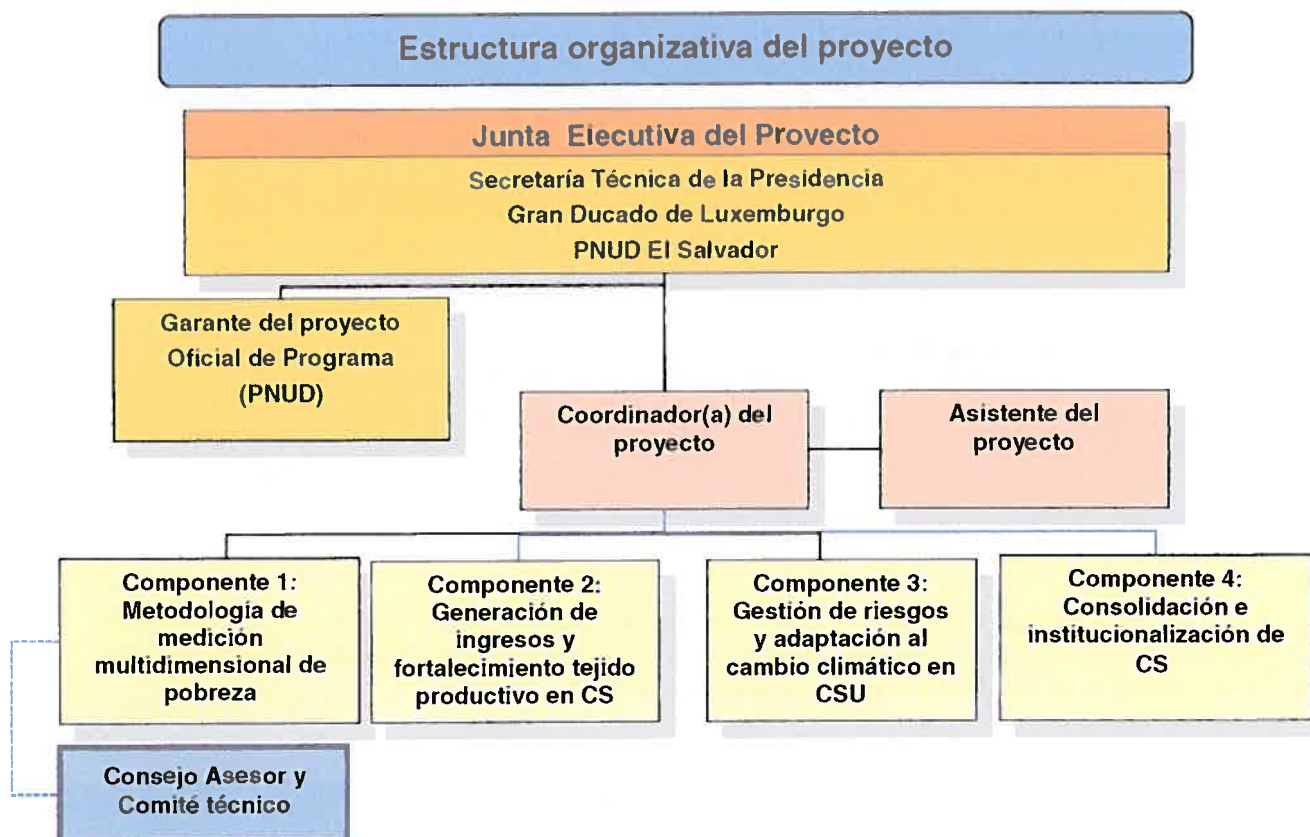 Estructura organizativa del proyecto
Junta Ejecutiva del Proyecto
Secretaría Técnica de la Presidencia
Gran Ducado de Luxemburgo
PNUD El Salvador
Garante del proyecto
Oficial de Programa
(PNUD)
Coordinador(a) del
proyecto
Asistente del
proyecto
Componente 1:
Metodología de
medición
multidimensional de
pobreza
Componente 2:
Generación de
ingresos y
fortalecimiento tejido
productivo en CS
Componente 3:
Gestión de riesgos
y adaptación al
cambio climático en
CSU
Componente 4:
Consolidación e
institucionalización de
CS
Consejo Asesor y
Comité técnico